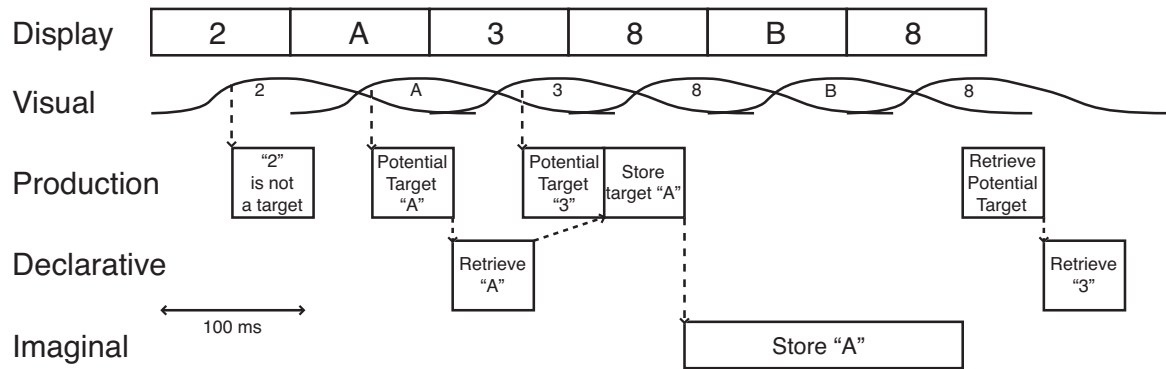 Display 2 A 3 8 B 8
Visual 2 A 3 8 B 8
Production
“2”
is not
a target
Potential
Target
“A”
Potential
Target
“3”
Store
target “A”
Retrieve
Potential
Target
Declarative
Retrieve
“A”
Retrieve
“3”
100 ms
Imaginal
Store “A”